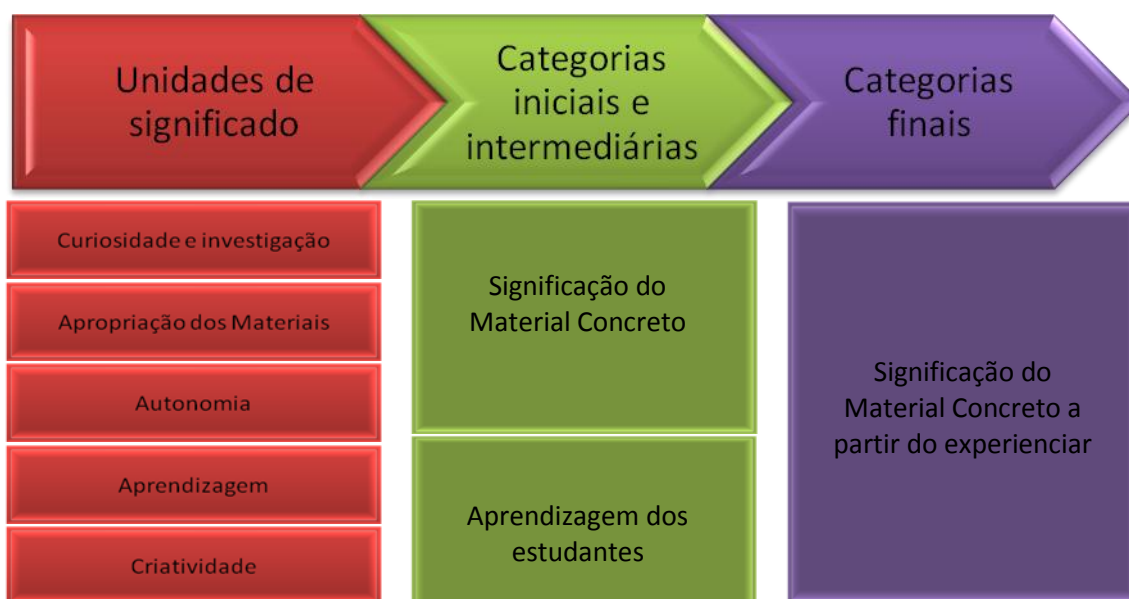 Unidades de
significado
Categorias
iniciais e
intermediárias
Categorias
finais
Curiosidade e investigação
Apropriação dos Materiais
Autonomia
Aprendizagem
Criatividade
Significação do
Material Concreto
Aprendizagem dos
estudantes
Significação do
Material Concreto a
partir do experienciar